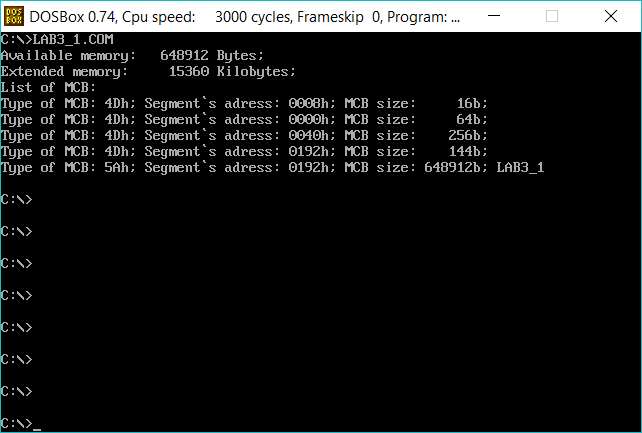 DOS BOX DOSBox 0.74, Cpu speed: 3000 cycles, Frameskip 0, Program: ...
C:\>LAB3_1.COM
Available memory:   648912 Bytes;
Extended memory:     15360 Kilobytes;
List of MCB:
Type of MCB: 4Dh; Segment`s adress: 0008h; MCB size:     16b;
Type of MCB: 4Dh; Segment`s adress: 0000h; MCB size:     64b;
Type of MCB: 4Dh; Segment`s adress: 0040h; MCB size:    256b;
Type of MCB: 4Dh; Segment`s adress: 0192h; MCB size:    144b;
Type of MCB: 5Ah; Segment`s adress: 0192h; MCB size: 648912b; LAB3_1
C:\>
C:\>
C:\>
C:\>
C:\>
C:\>
C:\>
C:\>_